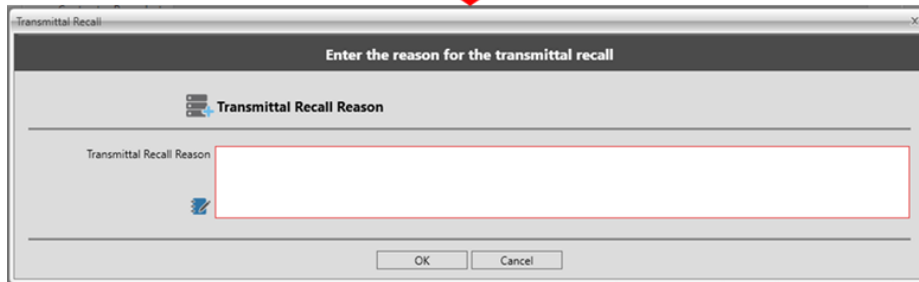 Transmittal Recall
Enter the reason for the transmittal recall
Transmittal Recall Reason
Transmittal Recall Reason
OK
Cancel